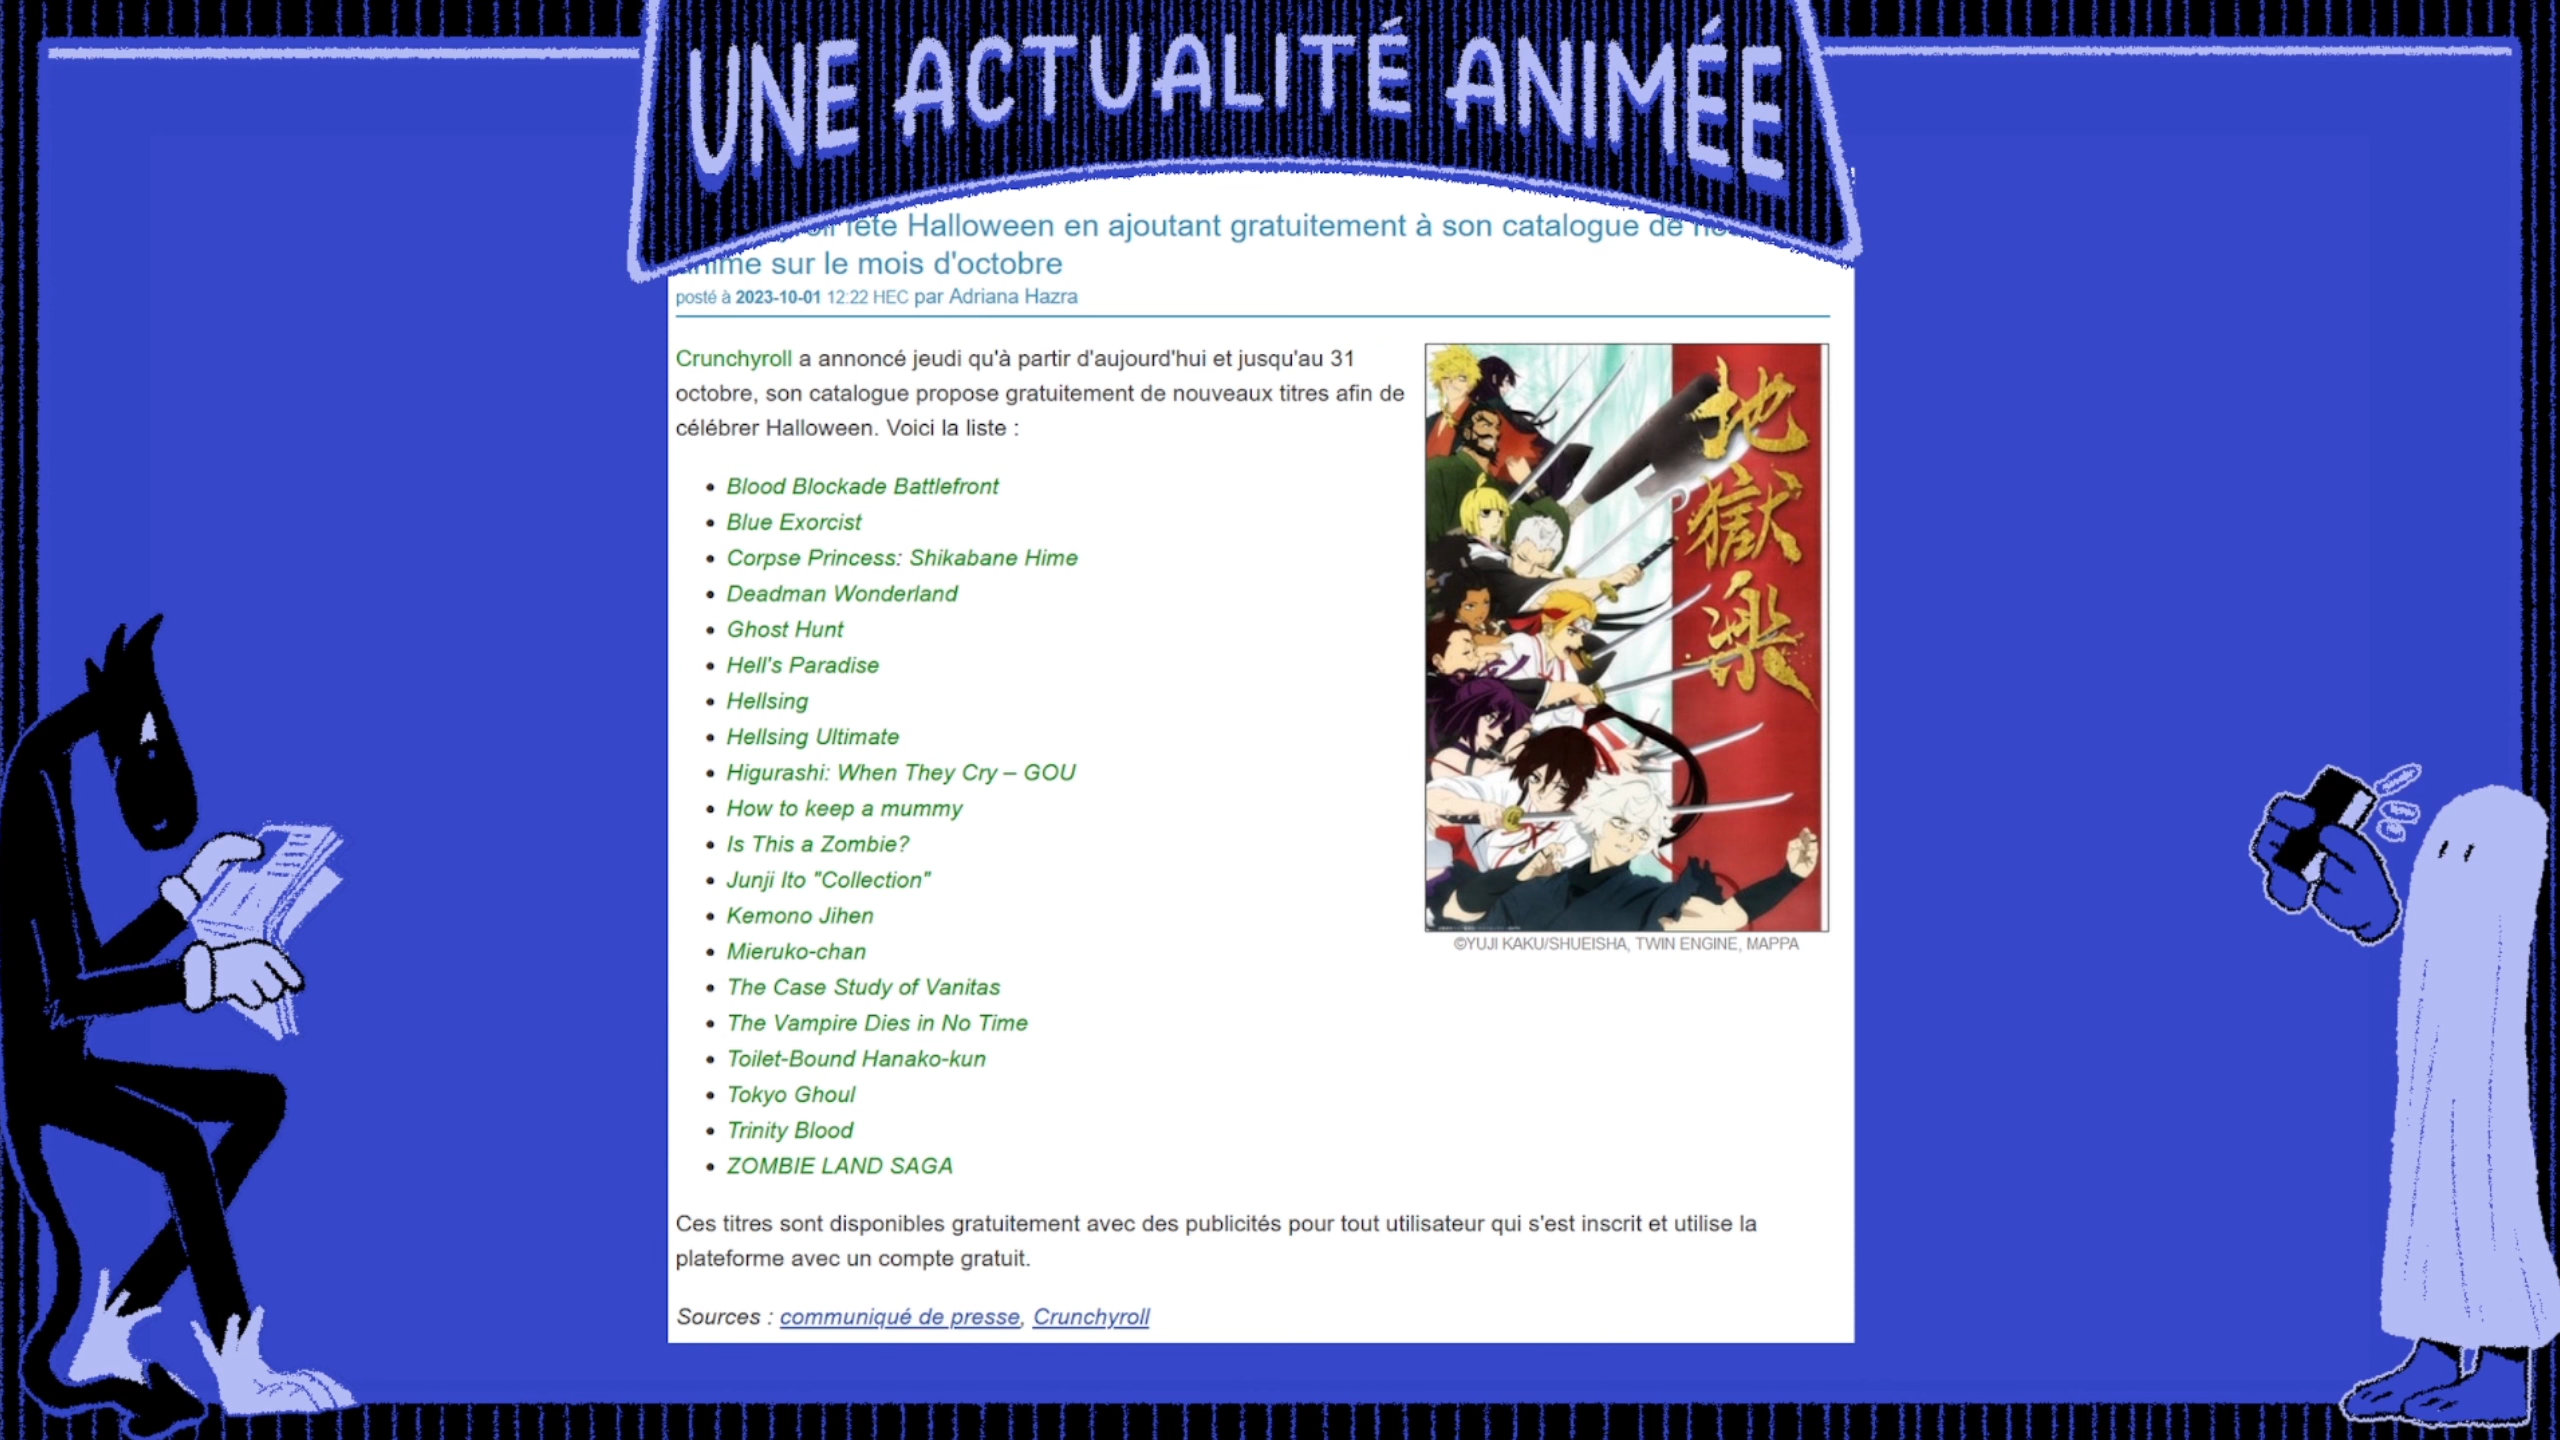 UNE ACTUALITÉ ANIMÉE
fête Halloween en ajoutant gratuitement à son catalogue de
anime sur le mois d'octobre
posté à 2023-10-01 12:22 HEC par Adriana Hazra
Crunchyroll a annoncé jeudi qu'à partir d'aujourd'hui et jusqu'au 31
octobre, son catalogue propose gratuitement de nouveaux titres afin de
célébrer Halloween. Voici la liste :
• Blood Blockade Battlefront
• Blue Exorcist
• Corpse Princess: Shikabane Hime
• Deadman Wonderland
• Ghost Hunt
• Hell's Paradise
• Hellsing
• Hellsing Ultimate
• Higurashi: When They Cry – GOU
• How to keep a mummy
• Is This a Zombie?
• Junji Ito "Collection"
• Kemono Jihen
• Mieruko-chan
• The Case Study of Vanitas
• The Vampire Dies in No Time
• Toilet-Bound Hanako-kun
• Tokyo Ghoul
• Trinity Blood
• ZOMBIE LAND SAGA
地獄楽
©YUJI KAKU/SHUEISHA, TWIN ENGINE, MAPPA
Ces titres sont disponibles gratuitement avec des publicités pour tout utilisateur qui s'est inscrit et utilise la
plateforme avec un compte gratuit.
Sources : communiqué de presse, Crunchyroll